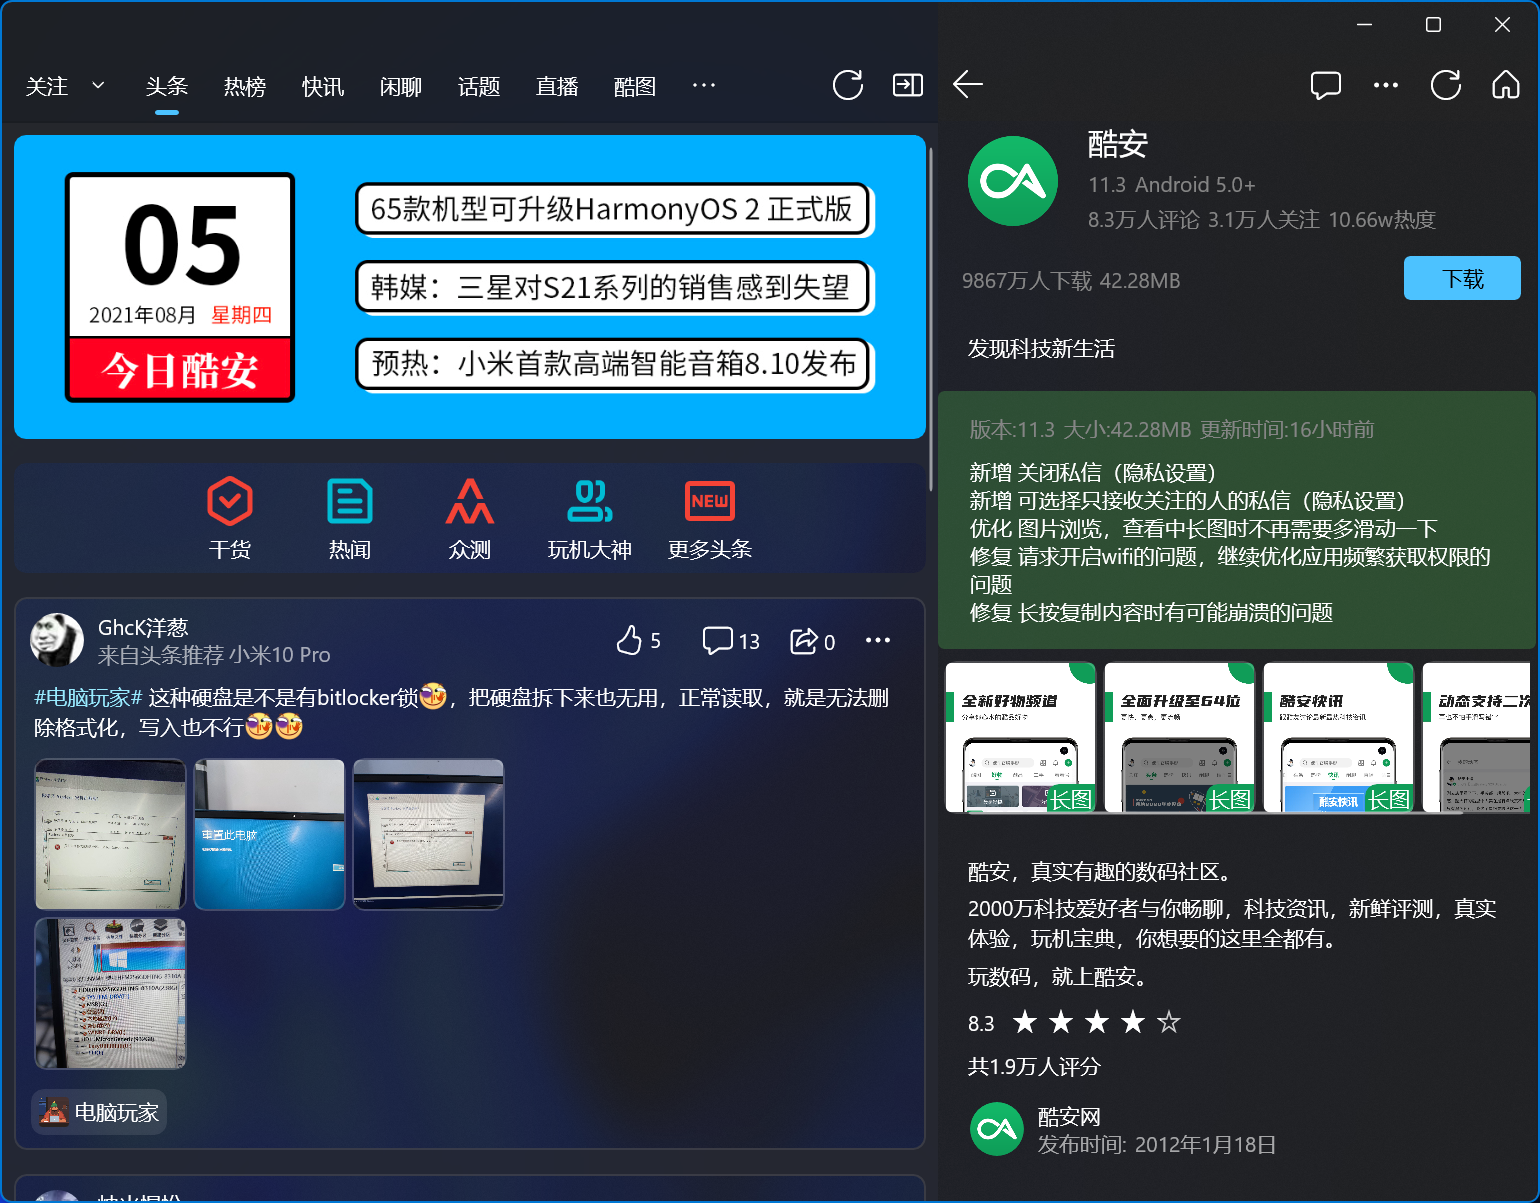 关注 头条 热榜 快讯 闲聊 话题 直播 酷图
05
2021年08月 星期四
今日酷安
65款机型可升级HarmonyOS 2 正式版
韩媒：三星对S21系列的销售感到失望
预热：小米首款高端智能音箱8.10发布
NEW
干货 热闻 众测 玩机大神 更多头条
GhcK洋葱
来自头条推荐 小米10 Pro
5 13 0
#电脑玩家# 这种硬盘是不是有bitlocker锁，把硬盘拆下来也无用，正常读取，就是无法删
除格式化，写入也不行
重置此电脑
电脑玩家
酷安
11.3 Android 5.0+
8.3万人评论 3.1万人关注 10.66w热度
9867万人下载 42.28MB
下载
发现科技新生活
版本:11.3 大小:42.28MB 更新时间:16小时前
新增 关闭私信（隐私设置）
新增 可选择只接收关注的人的私信（隐私设置）
优化 图片浏览，查看中长图时不再需要多滑动一下
修复 请求开启wifi的问题，继续优化应用频繁获取权限的
问题
修复 长按复制内容时有可能崩溃的问题
全新好物频道
长图
全面升级至64位
长图
酷安快讯
酷安快讯
长图
动态支持二次
酷安，真实有趣的数码社区。
2000万科技爱好者与你畅聊，科技资讯，新鲜评测，真实
体验，玩机宝典，你想要的这里全都有。
玩数码，就上酷安。
8.3
共1.9万人评分
酷安网
发布时间: 2012年1月18日